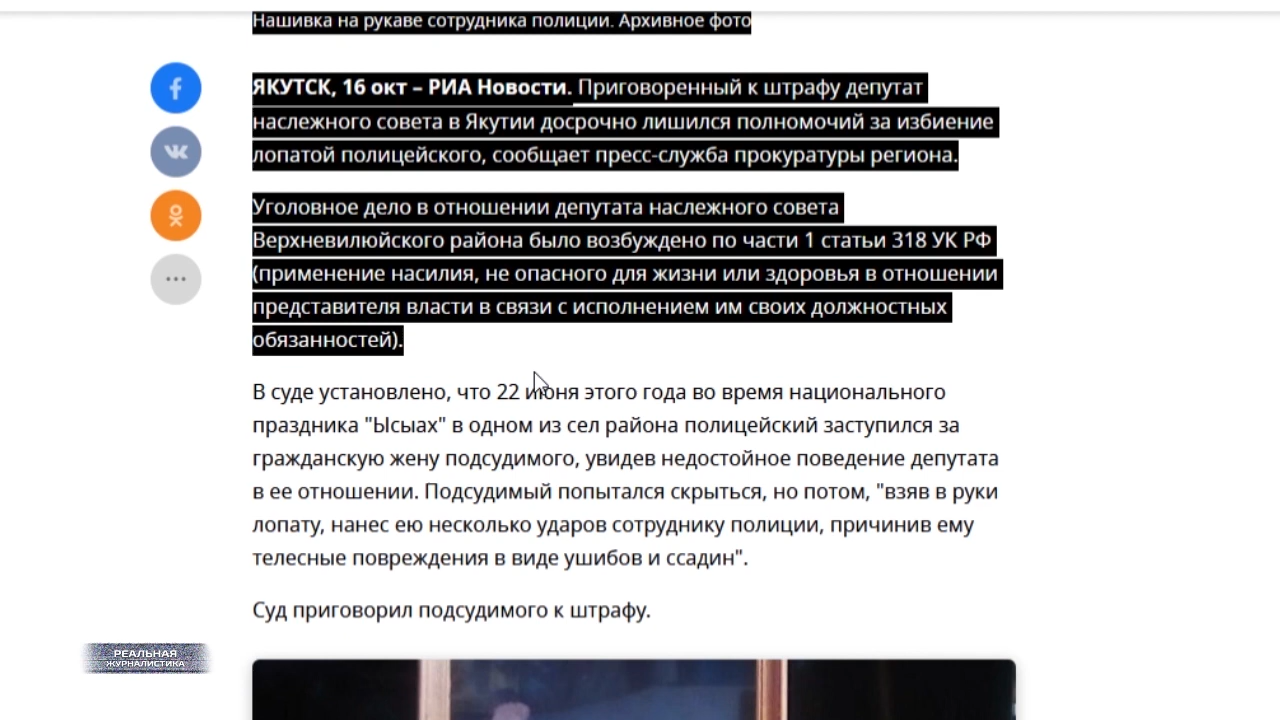 Нашивка на рукаве сотрудника полиции. Архивное фото
ЯКУТСК, 16 окт – РИА Новости. Приговоренный к штрафу депутат
наслежного совета в Якутии досрочно лишился полномочий за избиение
лопатой полицейского, сообщает пресс-служба прокуратуры региона.
Уголовное дело в отношении депутата наслежного совета
Верхневилюйского района было возбуждено по части 1 статьи 318 УК РФ
(применение насилия, не опасного для жизни или здоровья в отношении
представителя власти в связи с исполнением им своих должностных
обязанностей).
В суде установлено, что 22 июня этого года во время национального
праздника "Ысыах" в одном из сел района полицейский заступился за
гражданскую жену подсудимого, увидев недостойное поведение депутата
в ее отношении. Подсудимый попытался скрыться, но потом, "взяв в руки
лопату, нанес ею несколько ударов сотруднику полиции, причинив ему
телесные повреждения в виде ушибов и ссадин".
Суд приговорил подсудимого к штрафу.
РЕАЛЬНАЯ
ЖУРНАЛИСТИКА